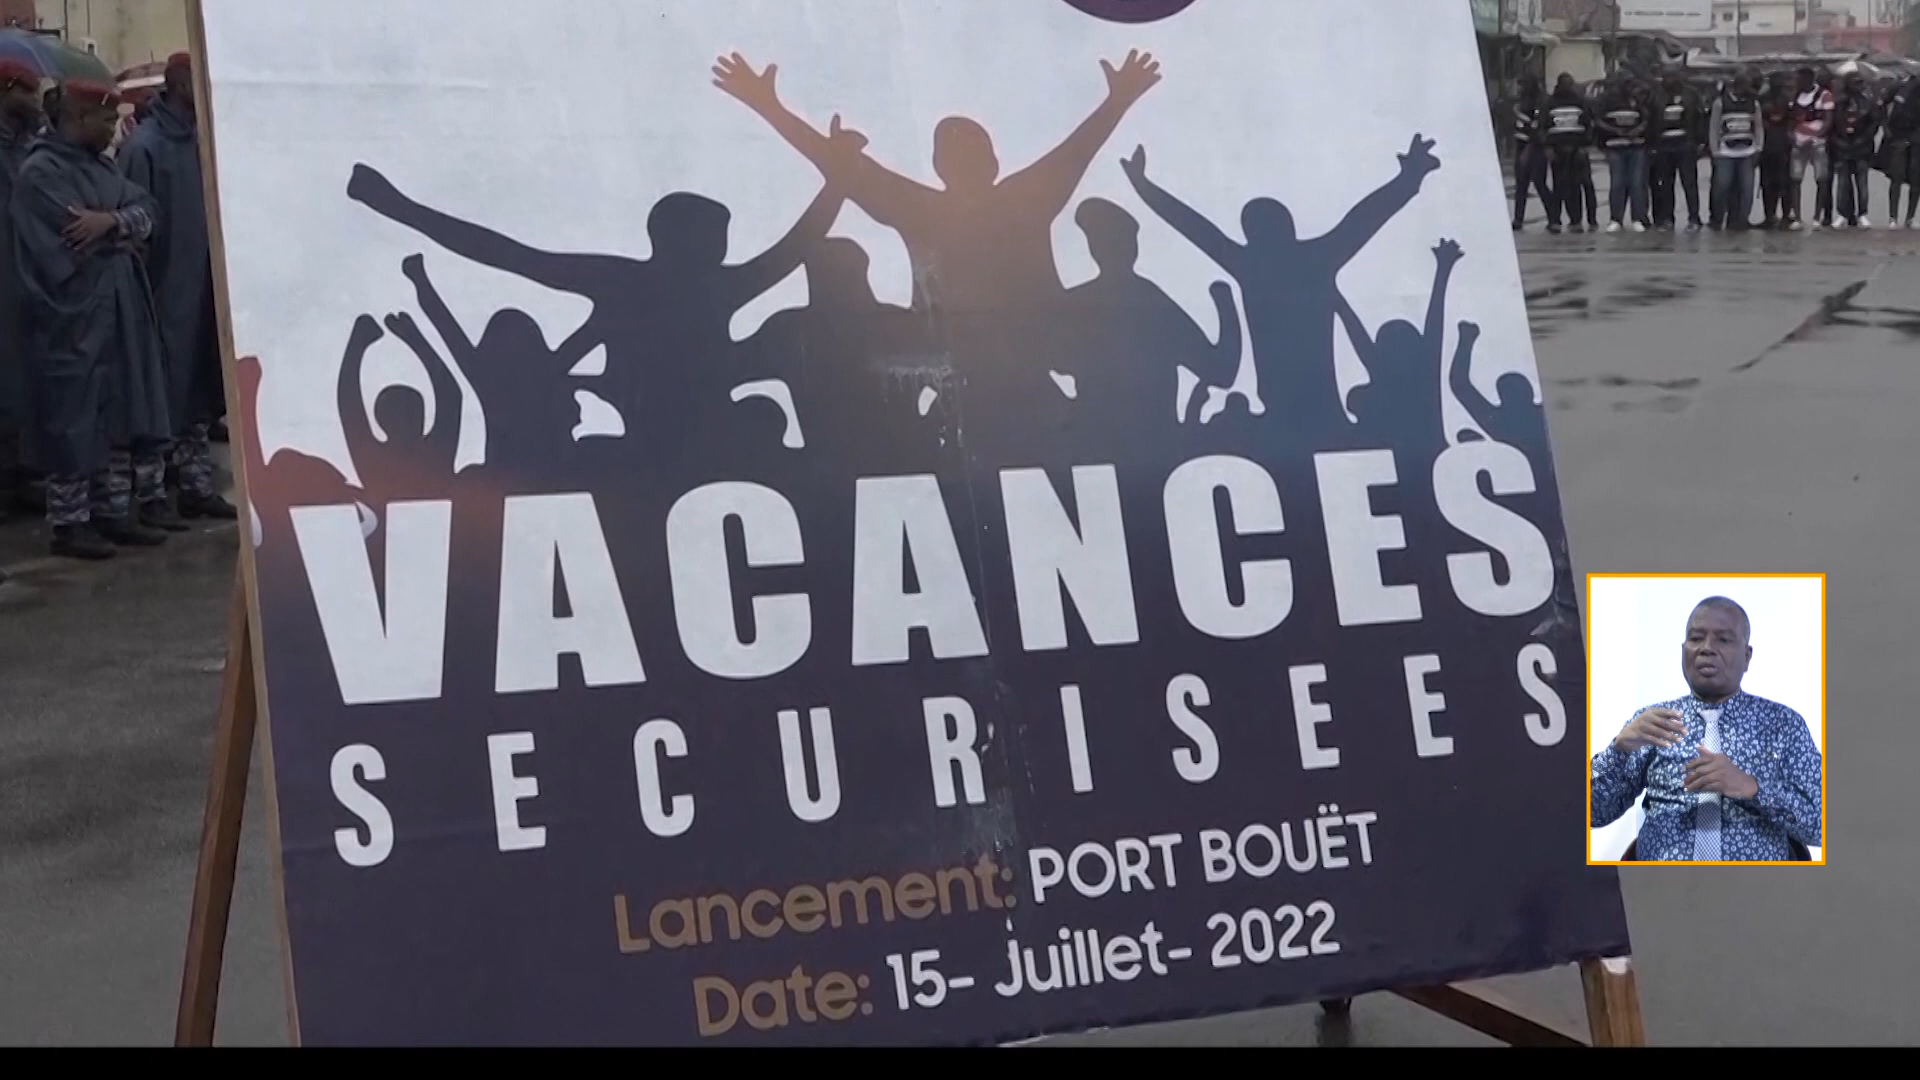 VACANCES
SECURISEES
Lancement: PORT BOUËT
Date: 15- Juillet- 2022